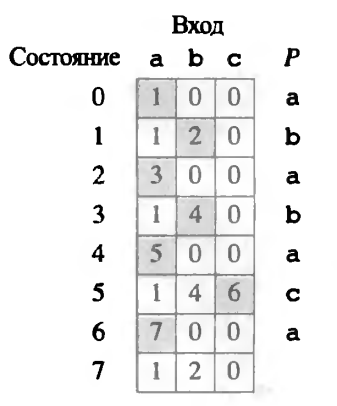 Вход
Состояние a b c P
0 1 0 0 a
1 1 2 0 b
2 3 0 0 a
3 1 4 0 b
4 5 0 0 a
5 1 4 6 c
6 7 0 0 a
7 1 2 0